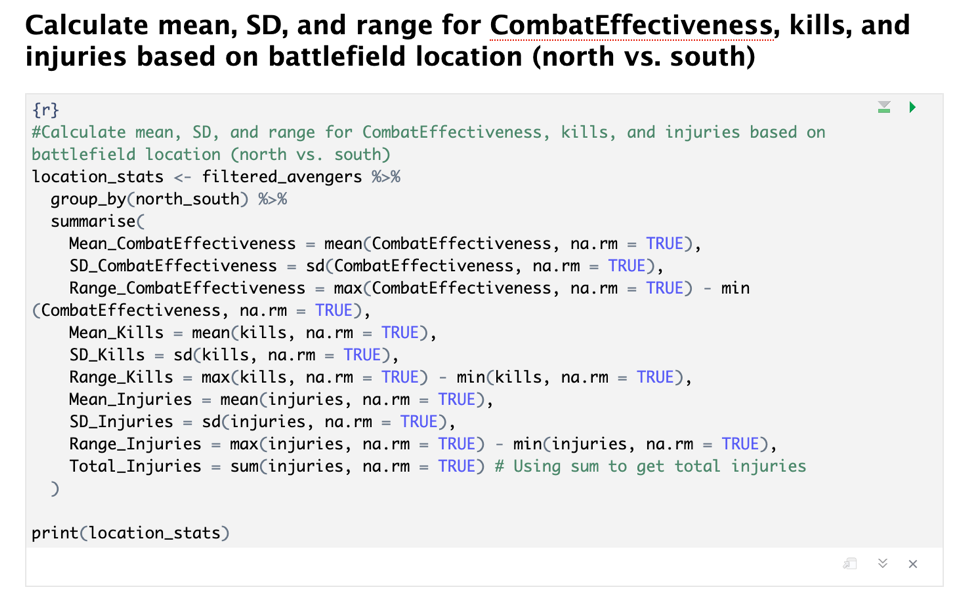 Calculate mean, SD, and range for CombatEffectiveness, kills, and
injuries based on battlefield location (north vs. south)
{r}
#Calculate mean, SD, and range for CombatEffectiveness, kills, and injuries based on
battlefield location (north vs. south)
location_stats <- filtered_avengers %>%
  group_by(north_south) %>%
  summarise(
    Mean_CombatEffectiveness = mean(CombatEffectiveness, na.rm = TRUE),
    SD_CombatEffectiveness = sd(CombatEffectiveness, na.rm = TRUE),
    Range_CombatEffectiveness = max(CombatEffectiveness, na.rm = TRUE) - min
(CombatEffectiveness, na.rm = TRUE),
    Mean_Kills = mean(kills, na.rm = TRUE),
    SD_Kills = sd(kills, na.rm = TRUE),
    Range_Kills = max(kills, na.rm = TRUE) - min(kills, na.rm = TRUE),
    Mean_Injuries = mean(injuries, na.rm = TRUE),
    SD_Injuries = sd(injuries, na.rm = TRUE),
    Range_Injuries = max(injuries, na.rm = TRUE) - min(injuries, na.rm = TRUE),
    Total_Injuries = sum(injuries, na.rm = TRUE) # Using sum to get total injuries
  )
print(location_stats)